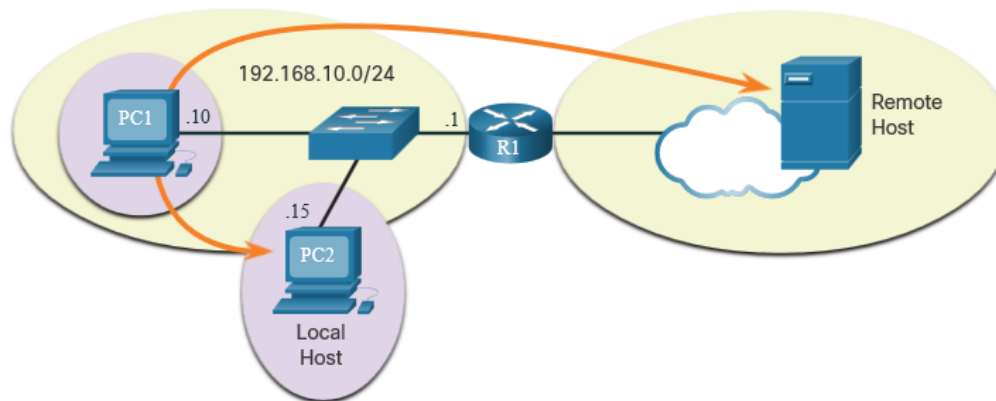 192.168.10.0/24
PC1
.10
.1
R1
Remote
Host
.15
PC2
Local
Host